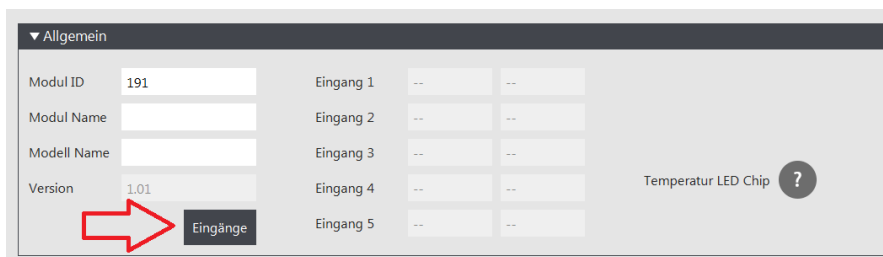 ▼ Allgemein
Modul ID 191 Eingang 1 -- --
Modul Name Eingang 2 -- --
Modell Name Eingang 3 -- --
Version 1.01 Eingang 4 -- -- Temperatur LED Chip ?
Eingänge Eingang 5 -- --